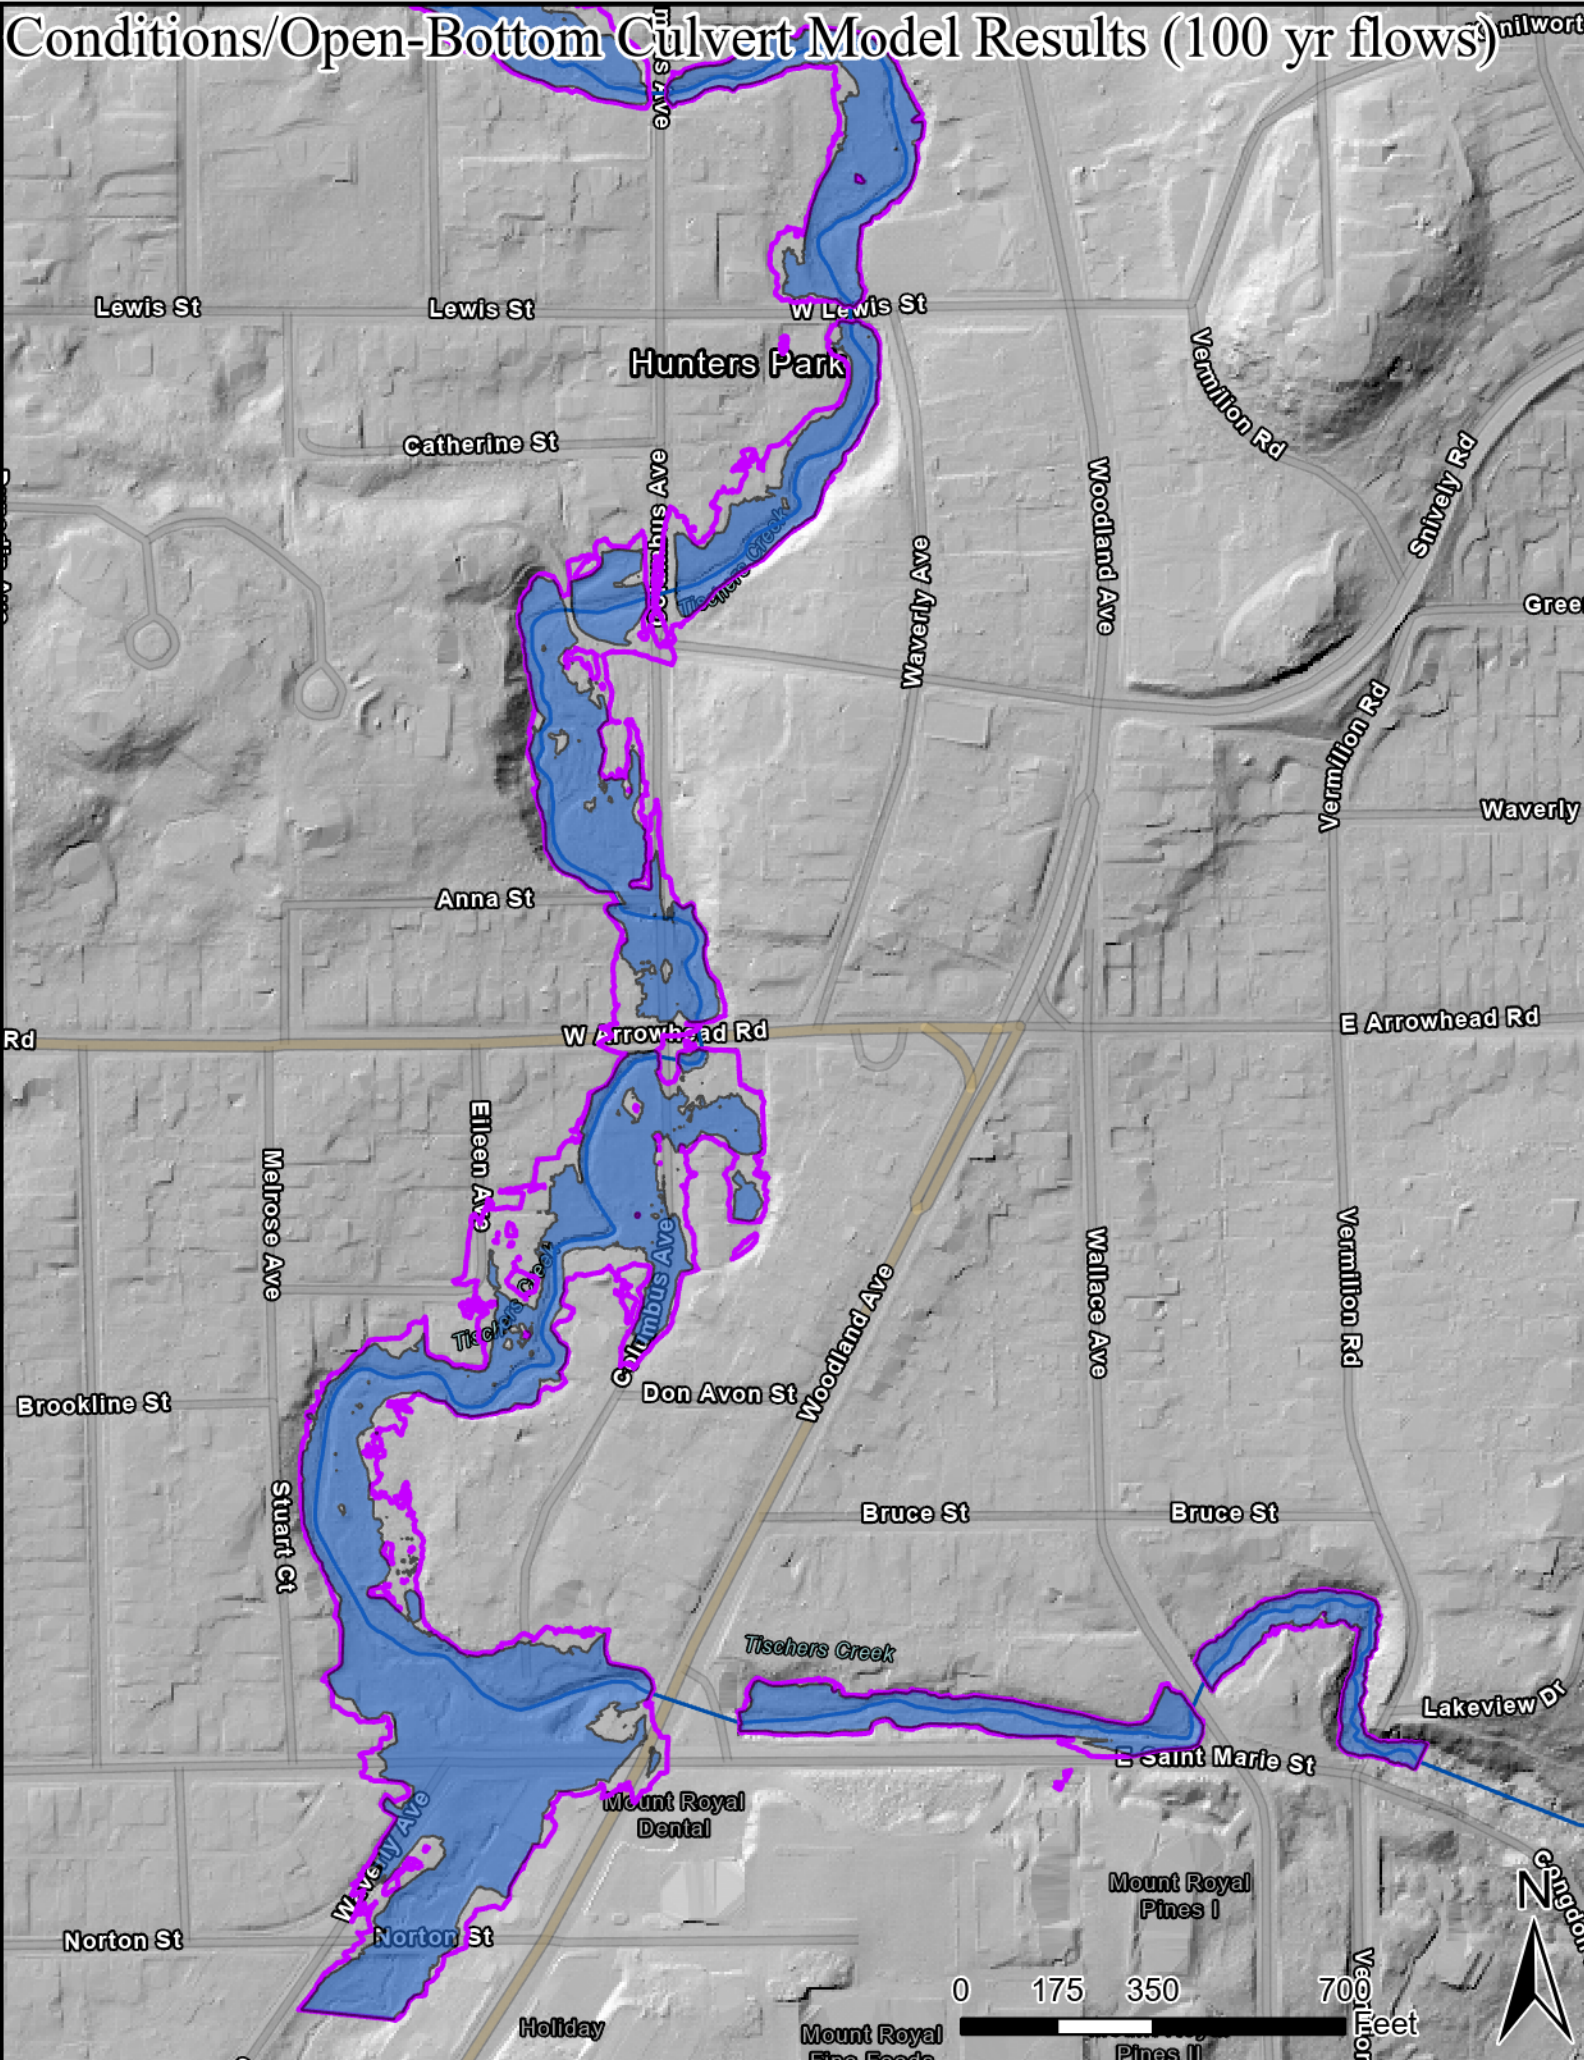 Conditions/Open-Bottom Culvert Model Results (100 yr flows)
Lewis St
Lewis St
W Lewis St
Hunters Park
Vermilion Rd
Catherine St
Snively Rd
Woodland Ave
Tischers Creek
Waverly Ave
Vermilion Rd
Waverly
Anna St
Rd
W Arrowhead Rd
E Arrowhead Rd
Eileen Ave
Melrose Ave
Tischers Creek
Columbus Ave
Woodland Ave
Wallace Ave
Vermilion Rd
Brookline St
Don Avon St
Stuart Ct
Bruce St
Bruce St
Tischers Creek
Lakeview Dr
E Saint Marie St
Mount Royal
Dental
Waverly Ave
Mount Royal
Pines I
N
Norton St
Norton St
0 175 350 700
Feet
Holiday
Mount Royal
Pines II